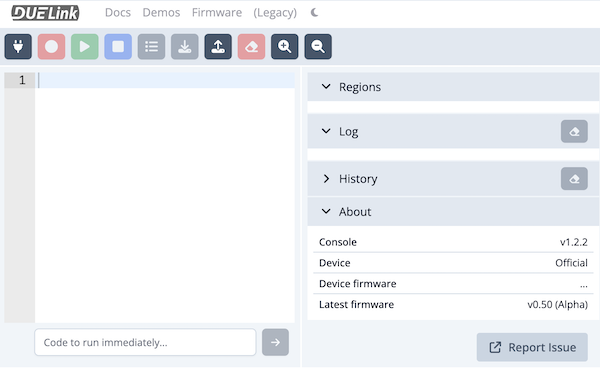 DUELink Docs Demos Firmware (Legacy)
1
Code to run immediately...
Regions
Log
History
About
Console v1.2.2
Device Official
Device firmware ...
Latest firmware v0.50 (Alpha)
Report Issue